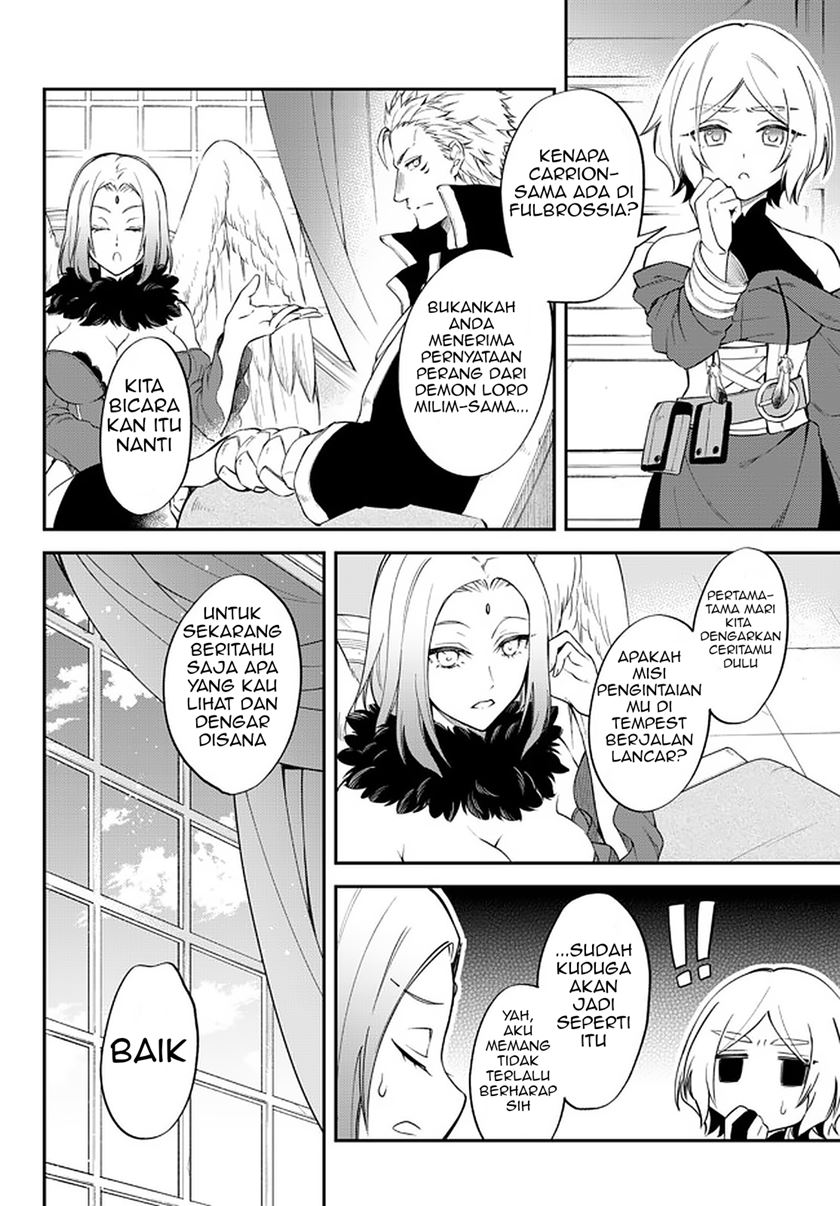 KENAPA
CARRION-
SAMA ADA DI
FULBROSSIA?
BUKANKAH
ANDA
MENERIMA
PERNYATAAN
PERANG DARI
DEMON LORD
MILIM-SAMA...
KITA
BICARA
KAN ITU
NANTI
PERTAMA-
TAMA MARI
KITA
DENGARKAN
CERITAMU
DULU
APAKAH
MISI
PENGINTAIAN
MU DI
TEMPEST
BERJALAN
LANCAR?
!!
...SUDAH
KUDUGA
AKAN
JADI
SEPERTI
ITU
YAH,
AKU
MEMANG
TIDAK
TERLALU
BERHARAP
SIH
UNTUK
SEKARANG
BERITAHU
SAJA APA
YANG KAU
LIHAT DAN
DENGAR
DISANA
BAIK